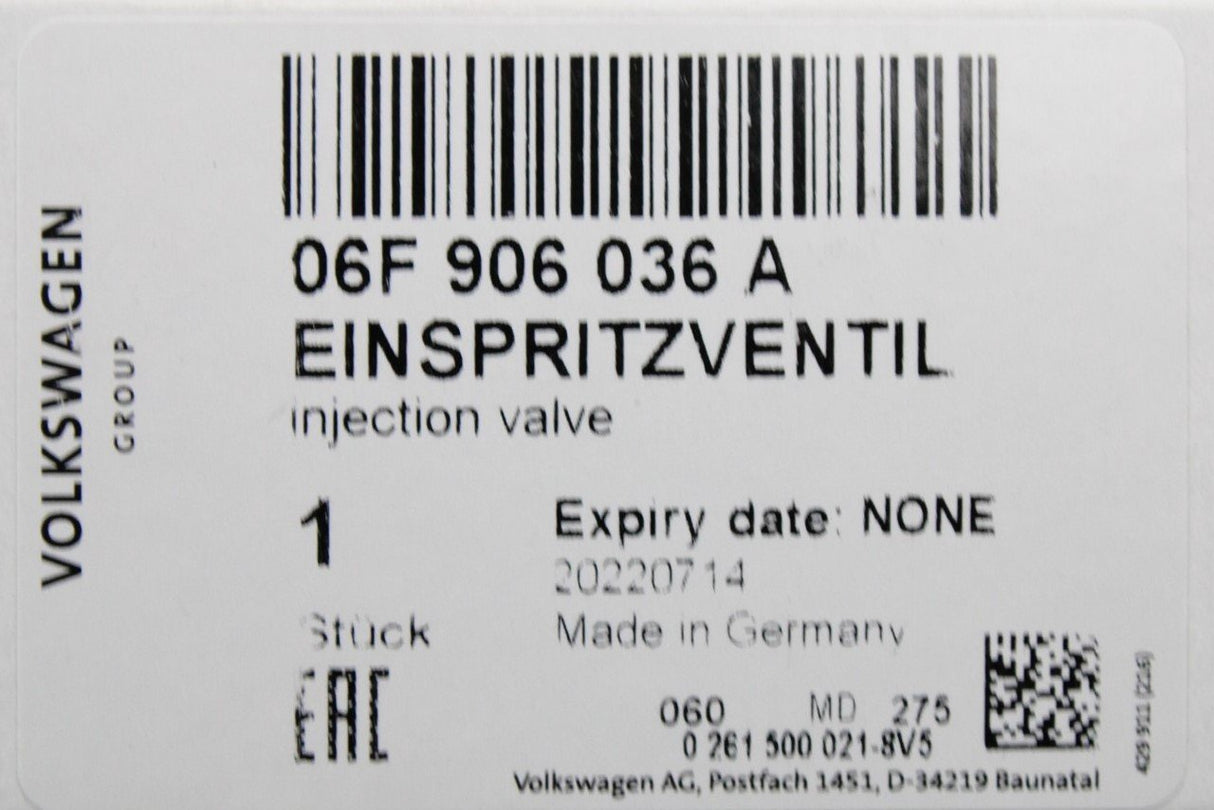 VOLKSWAGEN
GROUP
06F 906 036 A
EINSPRITZVENTIL
injection valve
1
Expiry date: NONE
20220714
Stück
Made in Germany
EAC
060 MD 275
0 261 500 021-8V5
Volkswagen AG, Postfach 1451, D-34219 Baunatal